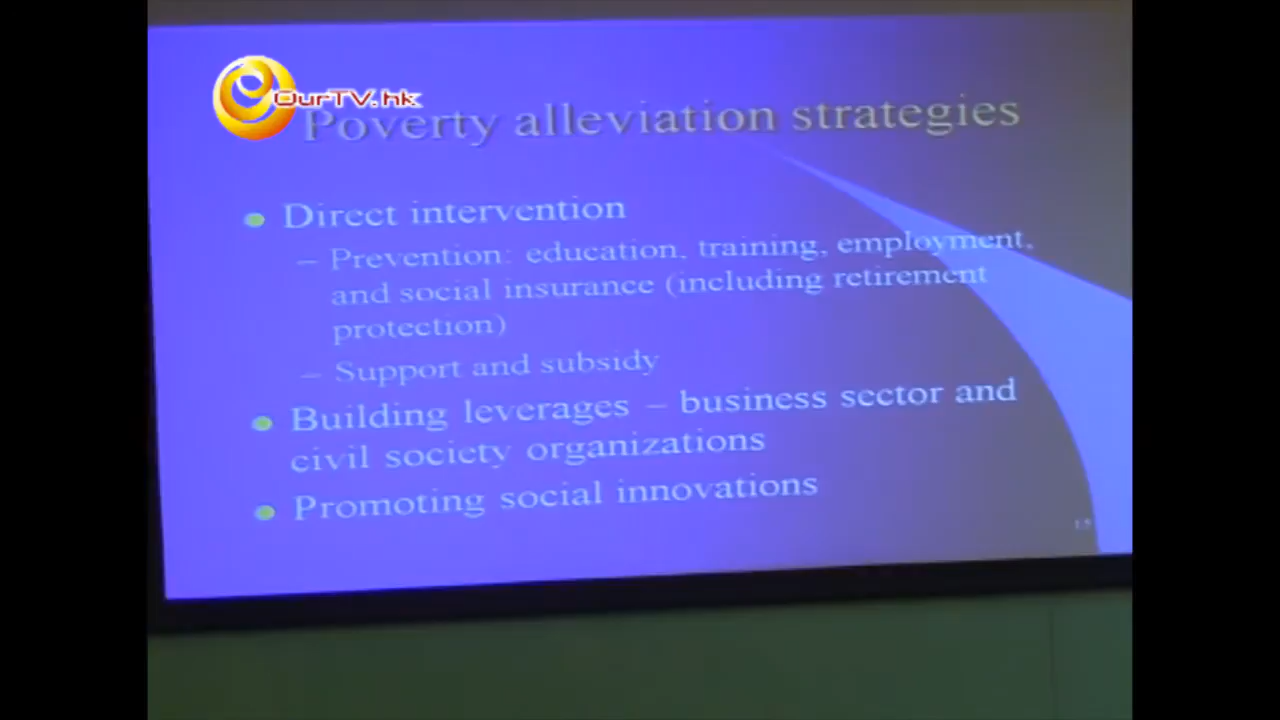 OurTV.hk
Poverty alleviation strategies
Direct intervention
– Prevention: education, training, employment,
and social insurance (including retirement
protection)
– Support and subsidy
Building leverages – business sector and
civil society organizations
Promoting social innovations
15